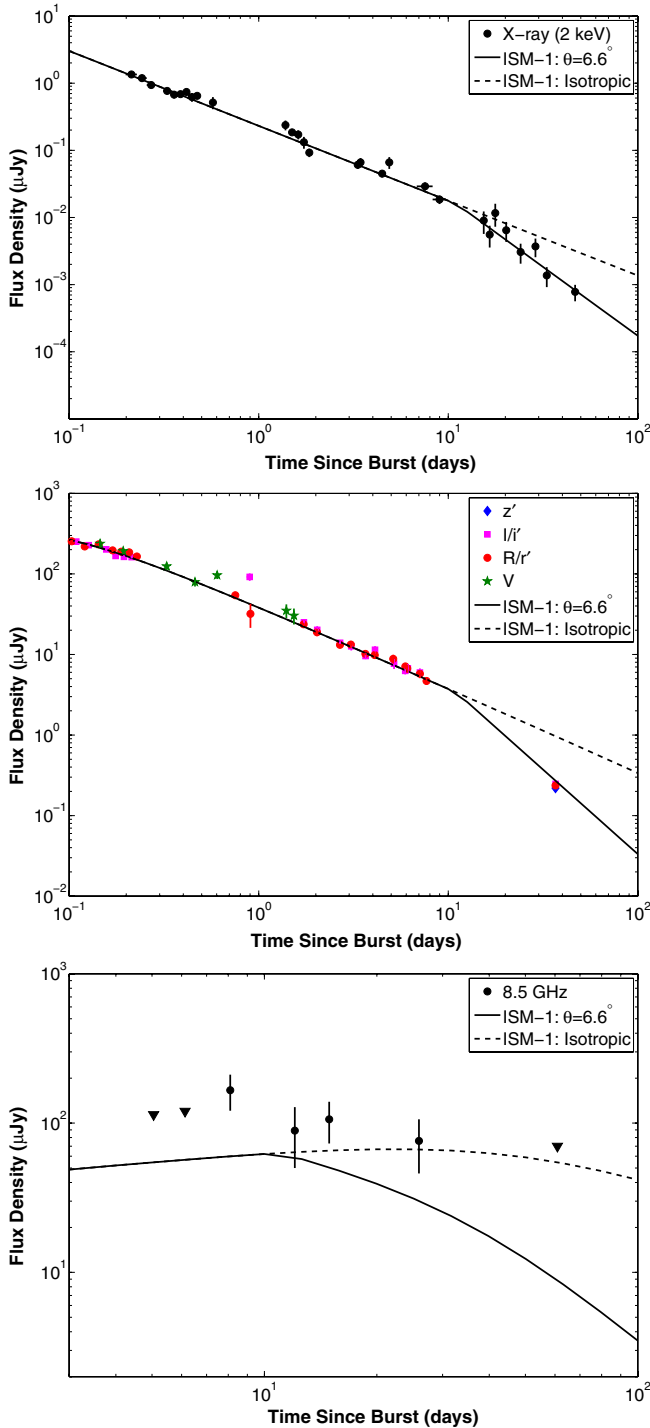 Flux Density (μJy)
10^1
10^0
10^-1
10^-2
10^-3
10^-4
10^-1
10^0
10^1
10^2
Time Since Burst (days)
X−ray (2 keV)
ISM−1: θ=6.6°
ISM−1: Isotropic
Flux Density (μJy)
10^3
10^2
10^1
10^0
10^-1
10^-2
10^-1
10^0
10^1
10^2
Time Since Burst (days)
z′
I/i′
R/r′
V
ISM−1: θ=6.6°
ISM−1: Isotropic
Flux Density (μJy)
10^3
10^2
10^1
10^1
10^2
Time Since Burst (days)
8.5 GHz
ISM−1: θ=6.6°
ISM−1: Isotropic